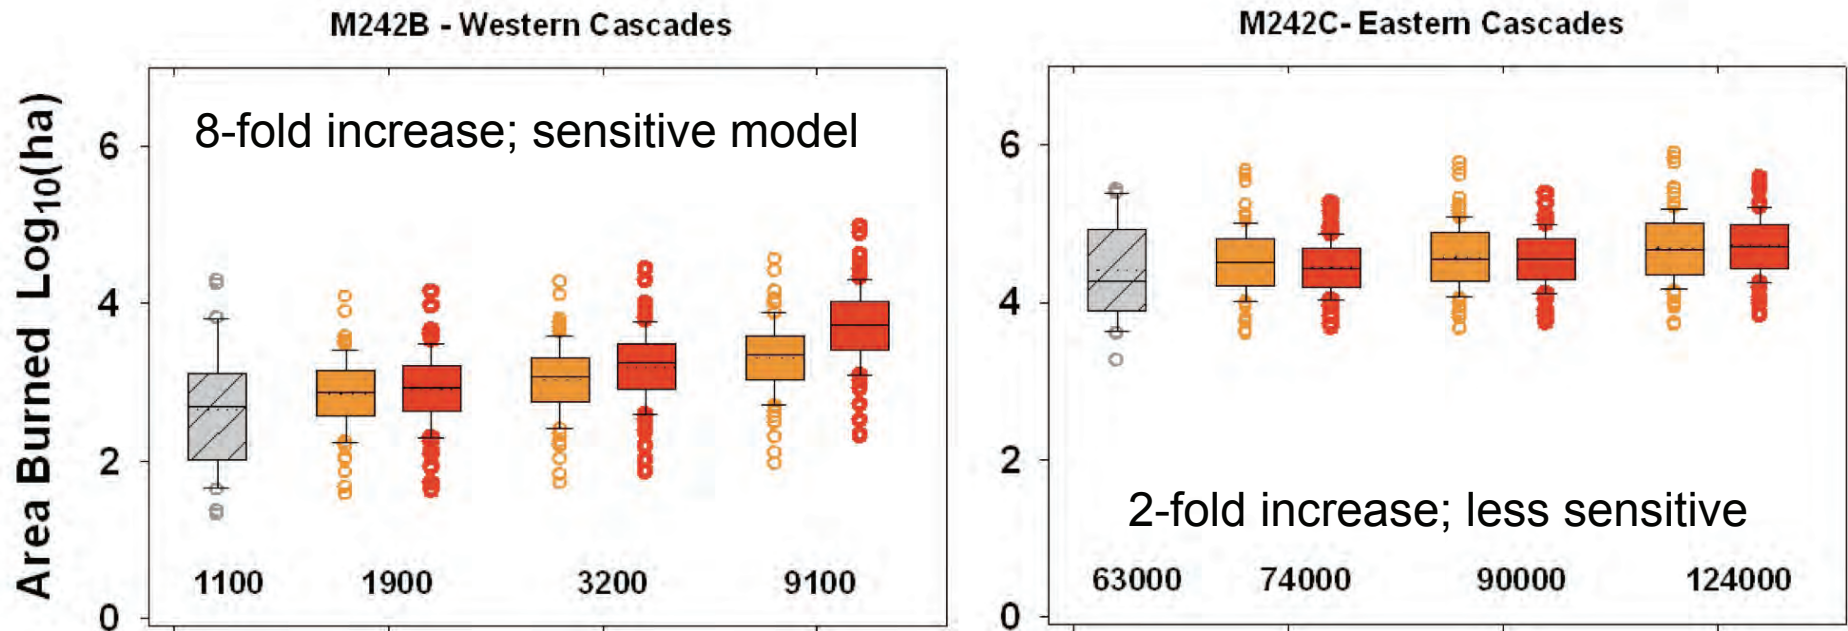 M242B - Western Cascades
M242C- Eastern Cascades
Area Burned Log10(ha)
6
4
2
0
8-fold increase; sensitive model
1100 1900 3200 9100
6
4
2
0
2-fold increase; less sensitive
63000 74000 90000 124000